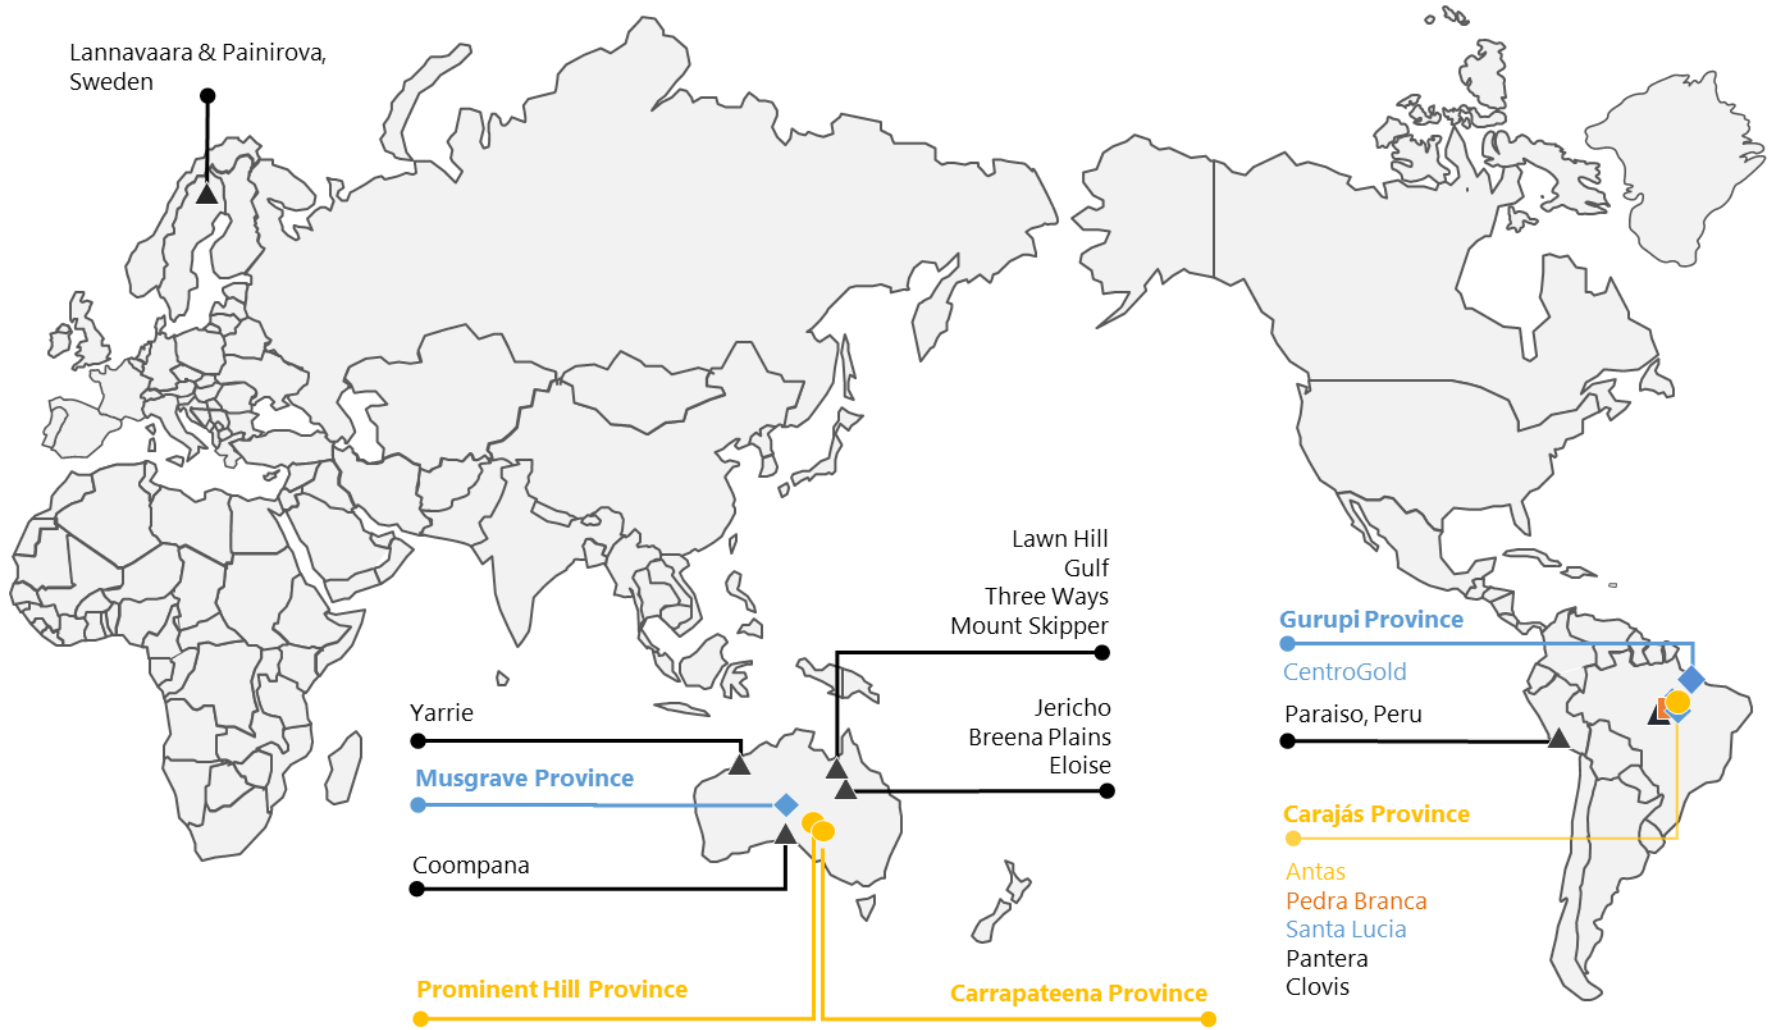 Lannavaara & Painirova,
Sweden
Lawn Hill
Gulf
Three Ways
Mount Skipper
Gurupi Province
CentroGold
Yarrie
Jericho
Breena Plains
Eloise
Paraiso, Peru
Musgrave Province
Carajás Province
Coompana
Antas
Pedra Branca
Santa Lucia
Pantera
Clovis
Prominent Hill Province
Carrapateena Province